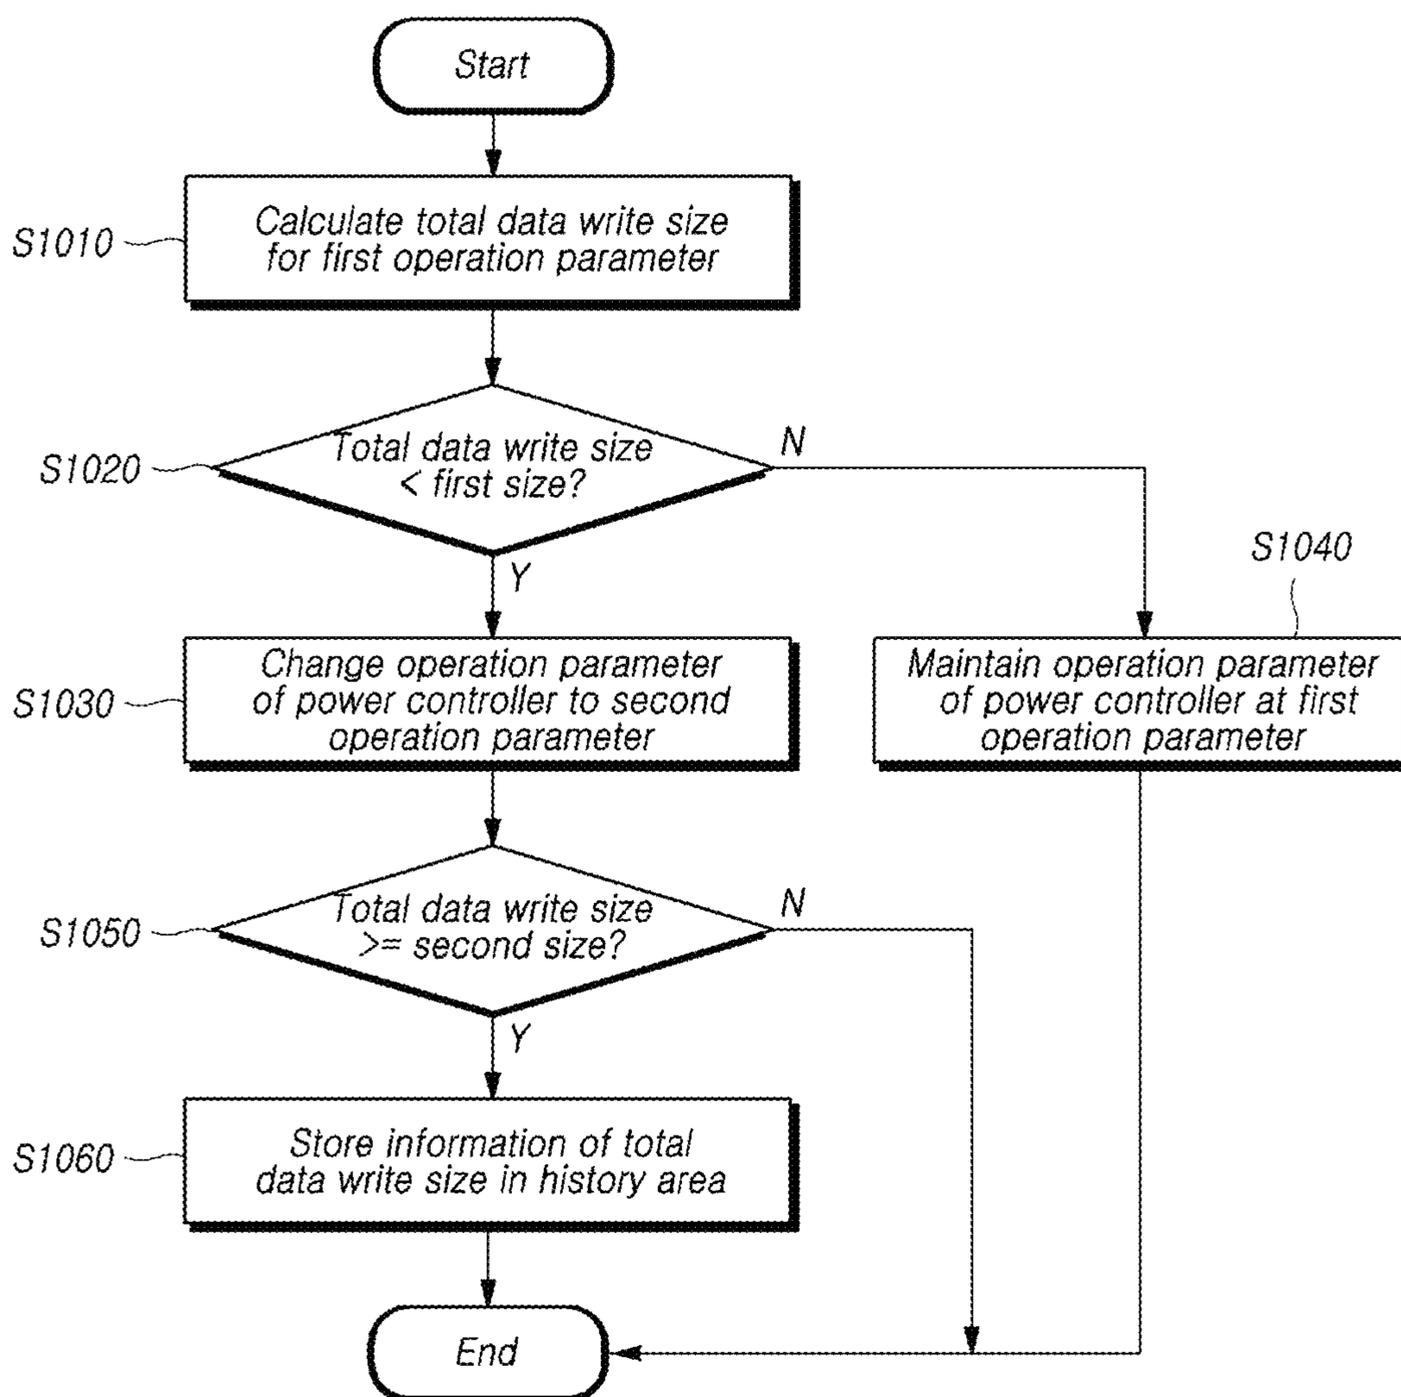 Start
S1010
Calculate total data write size
for first operation parameter
S1020
Total data write size
< first size?
N
Y
S1030
Change operation parameter
of power controller to second
operation parameter
S1040
Maintain operation parameter
of power controller at first
operation parameter
S1050
Total data write size
>= second size?
N
Y
S1060
Store information of total
data write size in history area
End